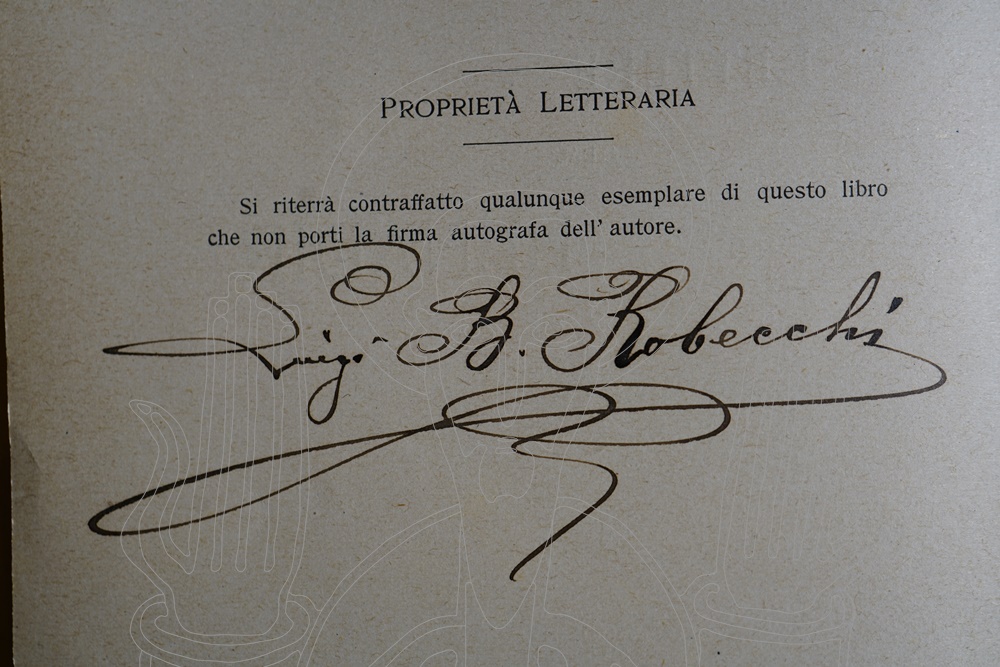 PROPRIETÀ LETTERARIA
Si riterrà contraffatto qualunque esemplare di questo libro
che non porti la firma autografa dell' autore.
Luigi B. Robecchi